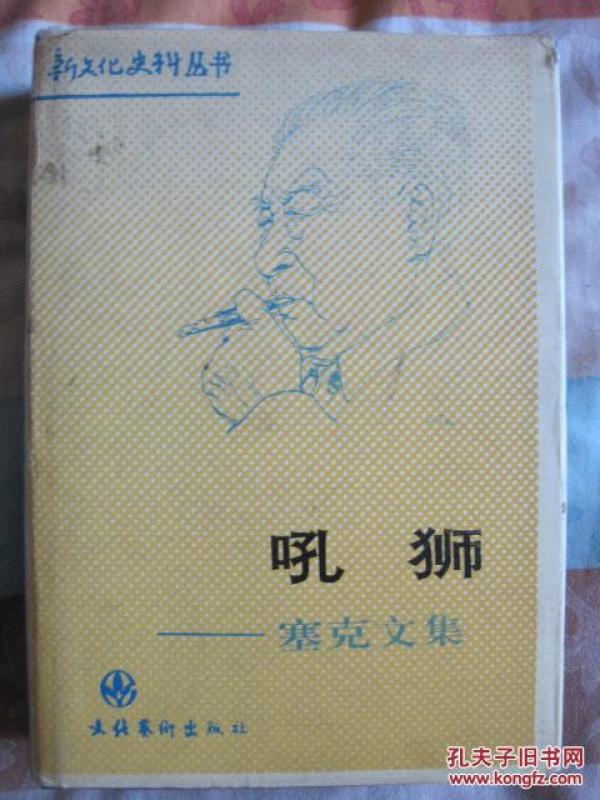 新文化史料丛书
吼狮
——塞克文集
文化艺術出版社
孔夫子旧书网
www.kongfz.com